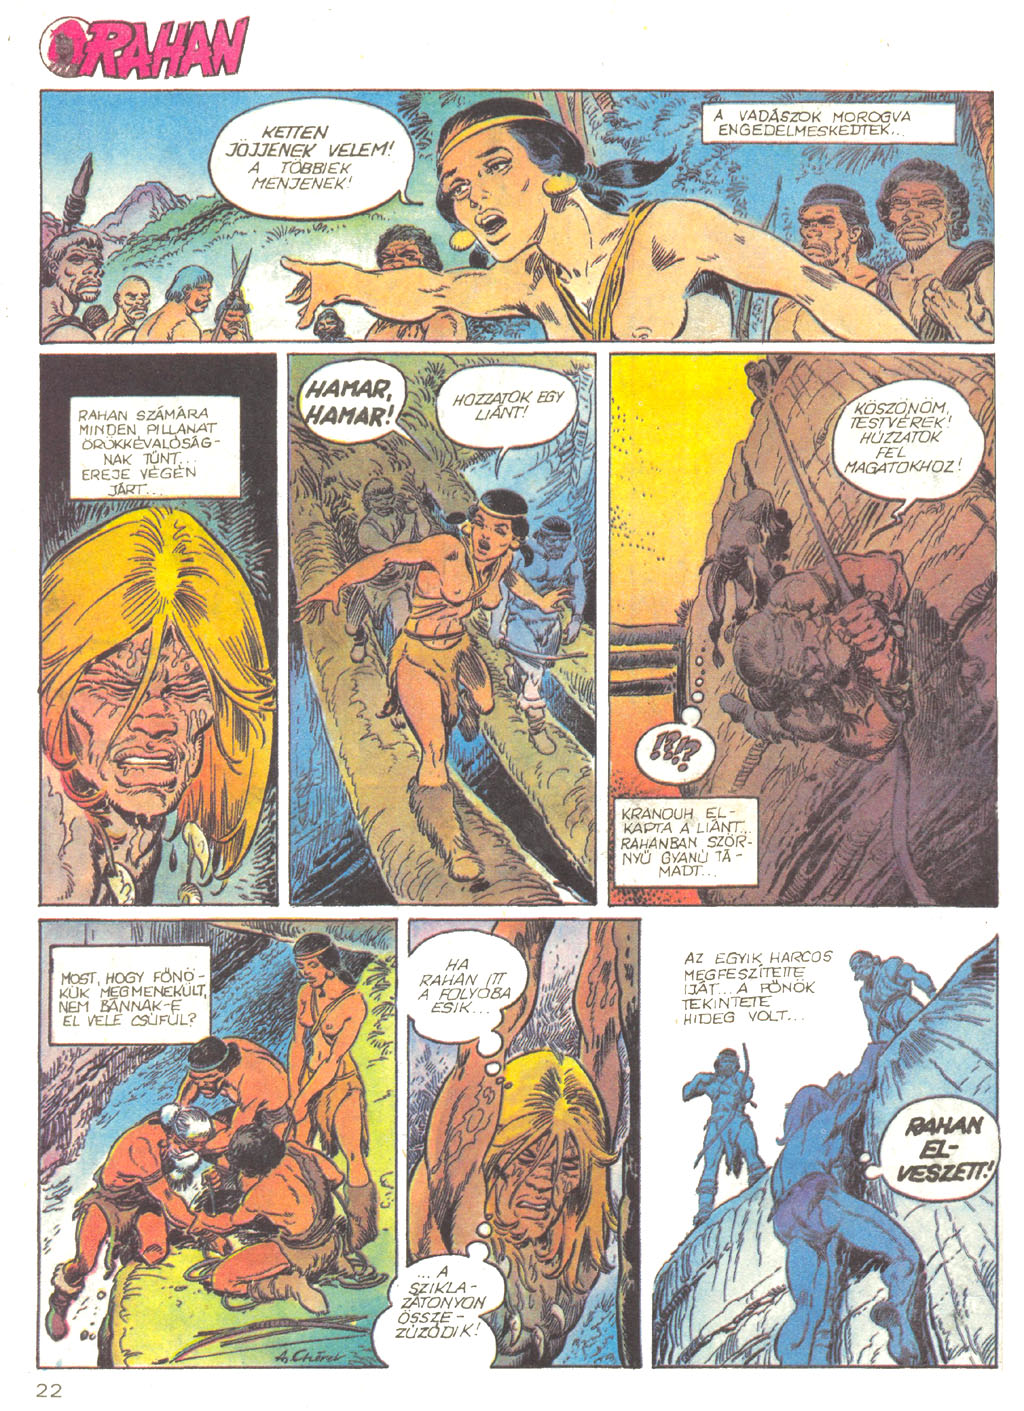 RAHAN
KETTEN
JÖJJENEK VELEM!
A TÖBBIEK
MENJENEK!
A VADÁSZOK MOROGVA
ENGEDELMESKEDTEK...
RAHAN SZÁMÁRA
MINDEN PILLANAT
ÖRÖKKÉVALÓSÁG-
NAK TŰNT...
EREJE VÉGÉN
JÁRT...
HAMAR,
HAMAR!
HOZZATOK EGY
LIÁNT!
KÖSZÖNÖM,
TESTVÉREK!
HÚZZATOK
FEL
MAGATOKHOZ!
!?!?
KRANOUH EL-
KAPTA A LIÁNT...
RAHANBAN SZÖR-
NYŰ GYANÚ TÁ-
MADT...
MOST, HOGY FŐNÖ-
KÜK MEGMENEKÜLT,
NEM BÁNNAK-E
EL VELE CSÚFUL?
HA
RAHAN ITT
A FOLYÓBA
ESIK...
... A
SZIKLA-
ZÁTONYON
ÖSSZE-
ZÚZÓDIK!
AZ EGYIK HARCOS
MEGFESZÍTETTE
ÍJÁT... A FŐNÖK
TEKINTETE
HIDEG VOLT...
RAHAN
EL-
VESZETT!
A. Chéret
22